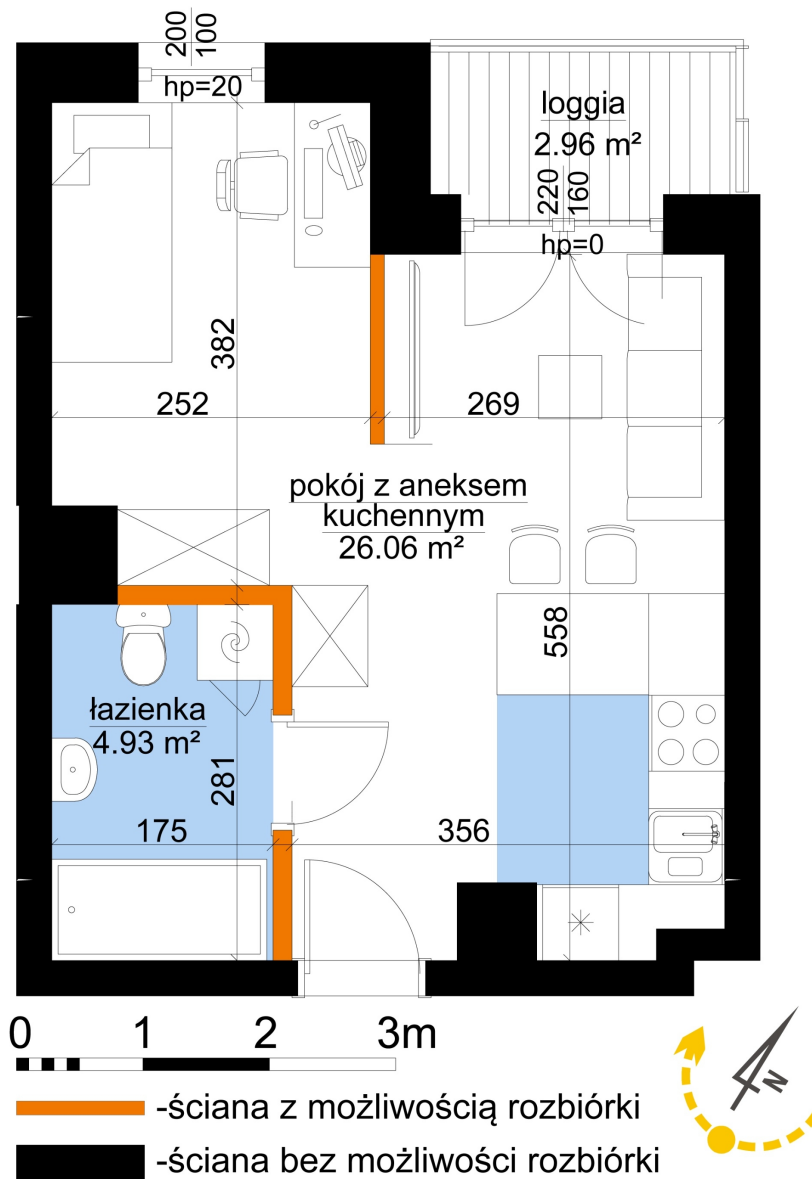 200
100
hp=20
loggia
2.96 m²
220
160
hp=0
382
252
269
pokój z aneksem
kuchennym
26.06 m²
558
łazienka
4.93 m²
281
175
356
0 1 2 3m
-ściana z możliwością rozbiórki
N
-ściana bez możliwości rozbiórki